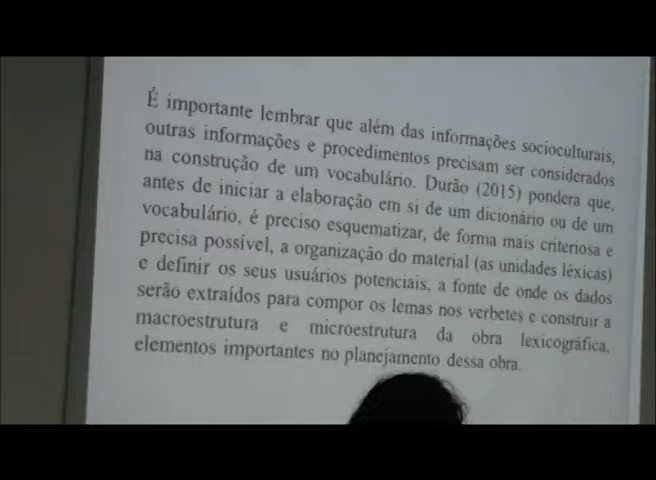 É importante lembrar que além das informações socioculturais,
outras informações e procedimentos precisam ser considerados
na construção de um vocabulário. Durão (2015) pondera que,
antes de iniciar a elaboração em si de um dicionário ou de um
vocabulário, é preciso esquematizar, de forma mais criteriosa e
precisa possível, a organização do material (as unidades léxicas)
e definir os seus usuários potenciais, a fonte de onde os dados
serão extraídos para compor os lemas nos verbetes e construir a
macroestrutura e microestrutura da obra lexicográfica,
elementos importantes no planejamento dessa obra.